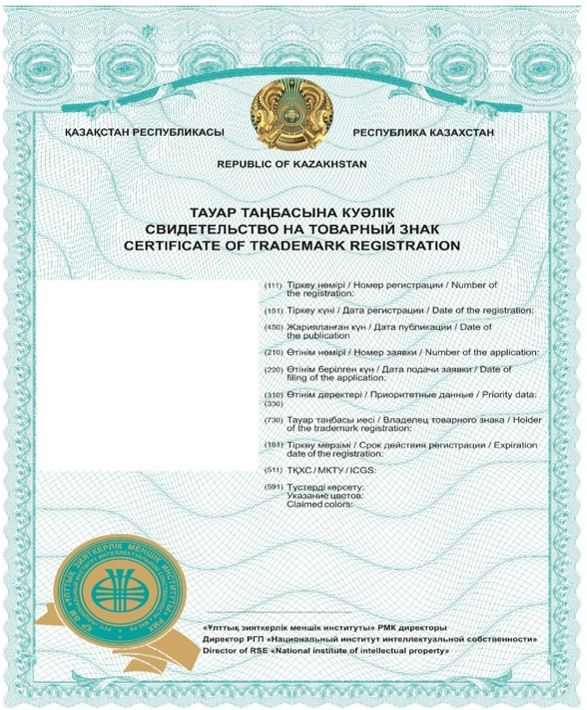 ҚАЗАҚСТАН РЕСПУБЛИКАСЫ
РЕСПУБЛИКА КАЗАХСТАН
REPUBLIC OF KAZAKHSTAN
ТАУАР ТАҢБАСЫНА КУӘЛІК
СВИДЕТЕЛЬСТВО НА ТОВАРНЫЙ ЗНАК
CERTIFICATE OF TRADEMARK REGISTRATION
(111) Тіркеу нөмірі / Номер регистрации / Number of
the registration:
(151) Тіркеу күні / Дата регистрации / Date of the registration:
(450) Жарияланған күн / Дата публикации / Date of
the publication
(210) Өтінім нөмірі / Номер заявки / Number of the application:
(220) Өтінім берілген күн / Дата подачи заявки / Date of
filing of the application:
(310) Өтінім деректері / Приоритетные данные / Priority data:
(330)
(730) Тауар таңбасы иесі / Владелец товарного знака / Holder
of the trademark registration:
(181) Тіркеу мерзімі / Срок действия регистрации / Expiration
date of the registration:
(511) ТҚХС / МКТУ / ICGS:
(591) Түстерді көрсету:
Указание цветов:
Claimed colors:
«Ұлттық зияткерлік меншік институты» РМК директоры
Директор РГП «Национальный институт интеллектуальной собственности»
Director of RSE «National institute of intellectual property»